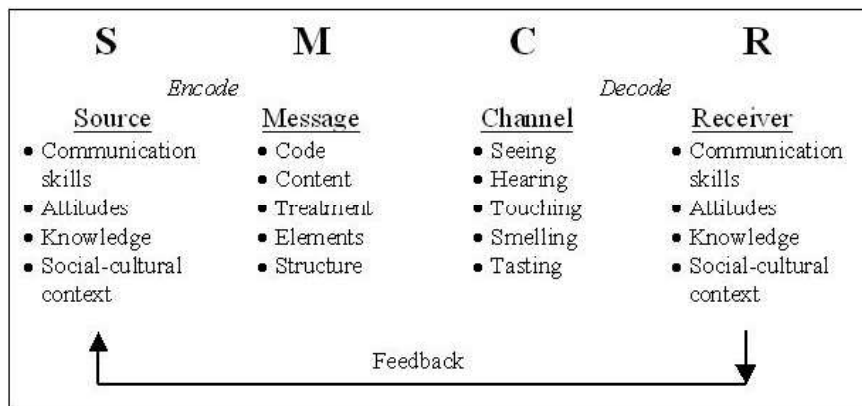 S M C R
Encode Decode
Source Message Channel Receiver
• Communication skills
• Attitudes
• Knowledge
• Social-cultural context
• Code
• Content
• Treatment
• Elements
• Structure
• Seeing
• Hearing
• Touching
• Smelling
• Tasting
• Communication skills
• Attitudes
• Knowledge
• Social-cultural context
Feedback